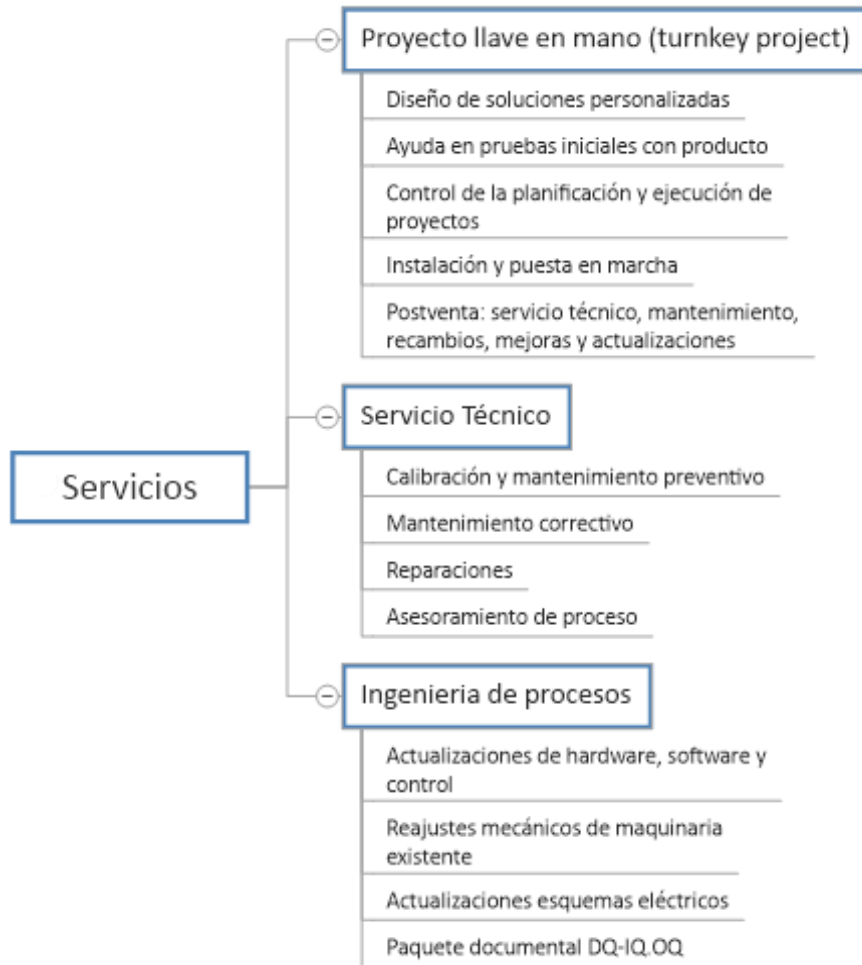 Proyecto llave en mano (turnkey project)
Diseño de soluciones personalizadas
Ayuda en pruebas iniciales con producto
Control de la planificación y ejecución de
proyectos
Instalación y puesta en marcha
Postventa: servicio técnico, mantenimiento,
recambios, mejoras y actualizaciones
Servicio Técnico
Servicios
Calibración y mantenimiento preventivo
Mantenimiento correctivo
Reparaciones
Asesoramiento de proceso
Ingenieria de procesos
Actualizaciones de hardware, software y
control
Reajustes mecánicos de maquinaria
existente
Actualizaciones esquemas eléctricos
Paquete documental DQ-IQ.OQ